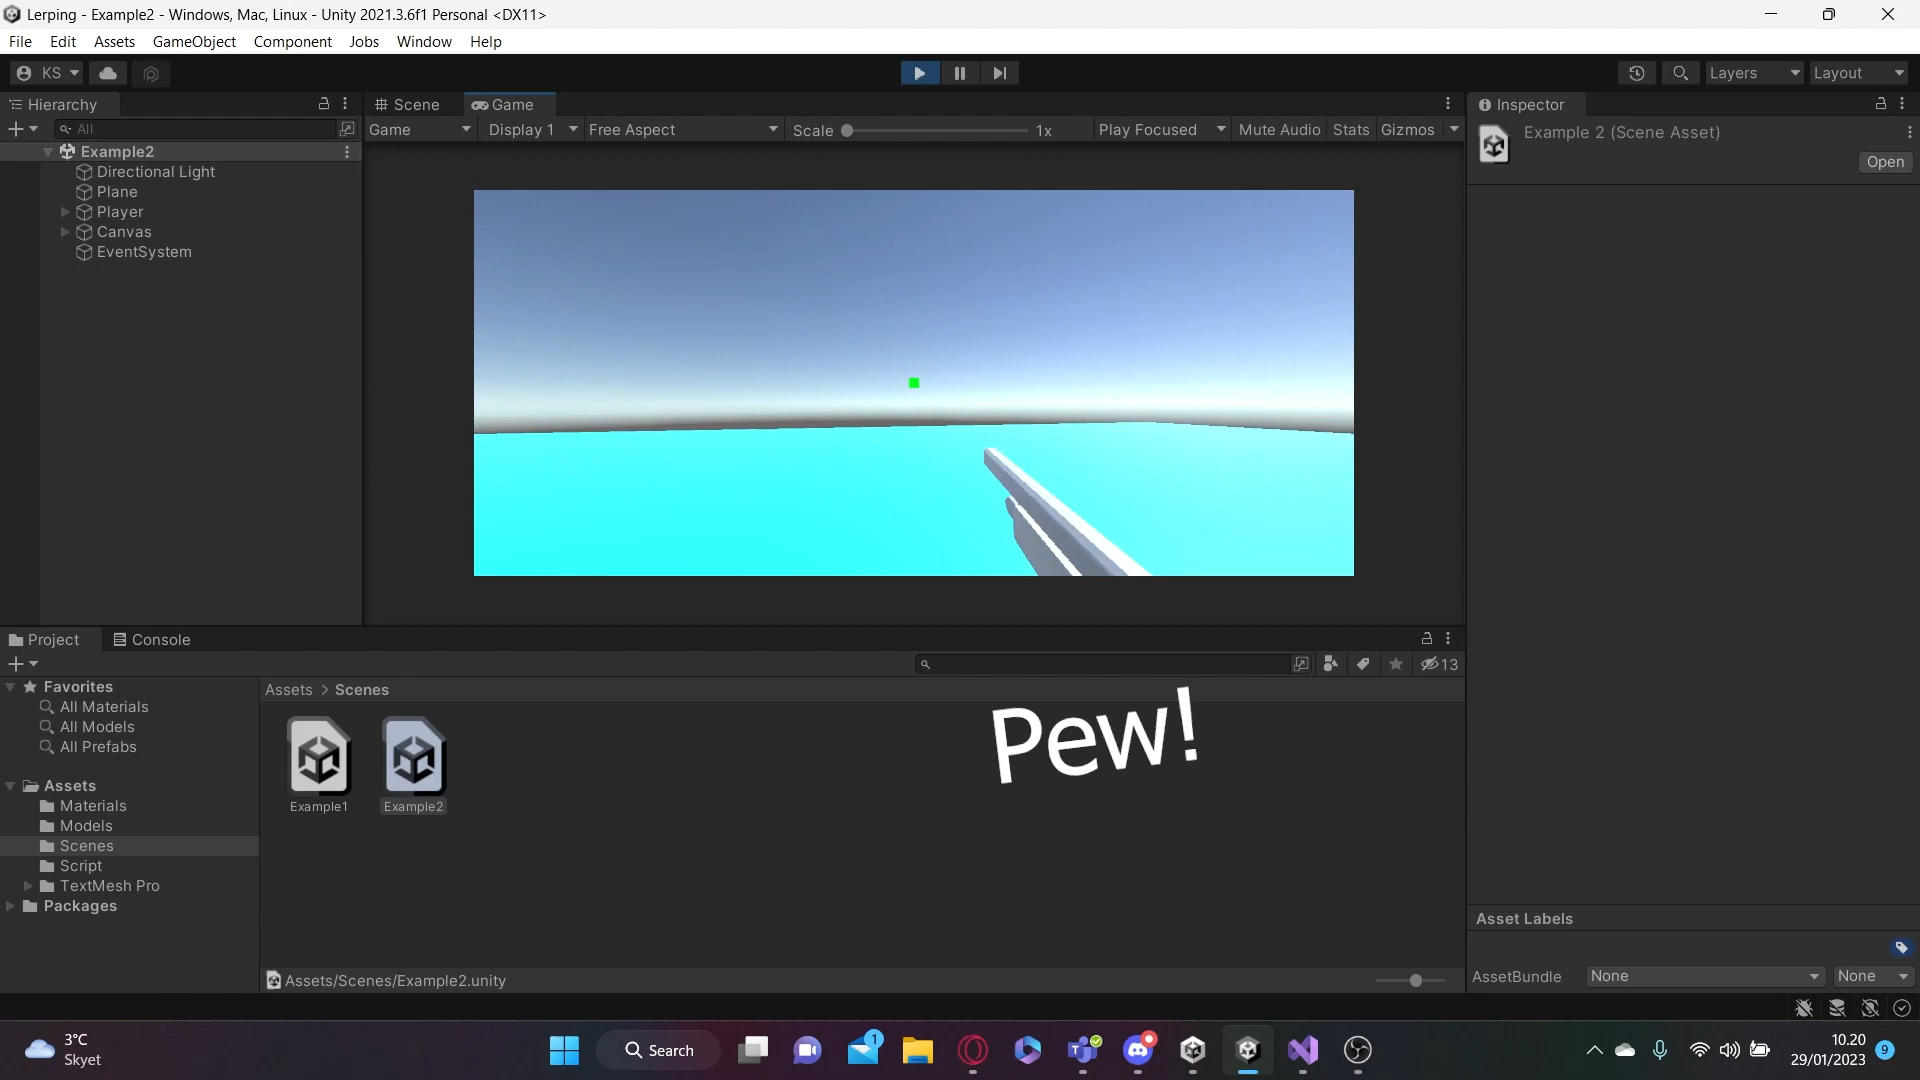 Lerping - Example2 - Windows, Mac, Linux - Unity 2021.3.6f1 Personal <DX11>
File Edit Assets GameObject Component Jobs Window Help
KS
Layers Layout
Hierarchy
All
Example2
Directional Light
Plane
Player
Canvas
EventSystem
Scene Game
Game Display 1 Free Aspect Scale 1x Play Focused Mute Audio Stats Gizmos
Inspector
Example 2 (Scene Asset)
Open
Project Console
13
Favorites
All Materials
All Models
All Prefabs
Assets
Materials
Models
Scenes
Script
TextMesh Pro
Packages
Assets > Scenes
Example1 Example2
Pew!
Assets/Scenes/Example2.unity
Asset Labels
AssetBundle None None
3°C
Skyet
Search
1
10.20
29/01/2023
9